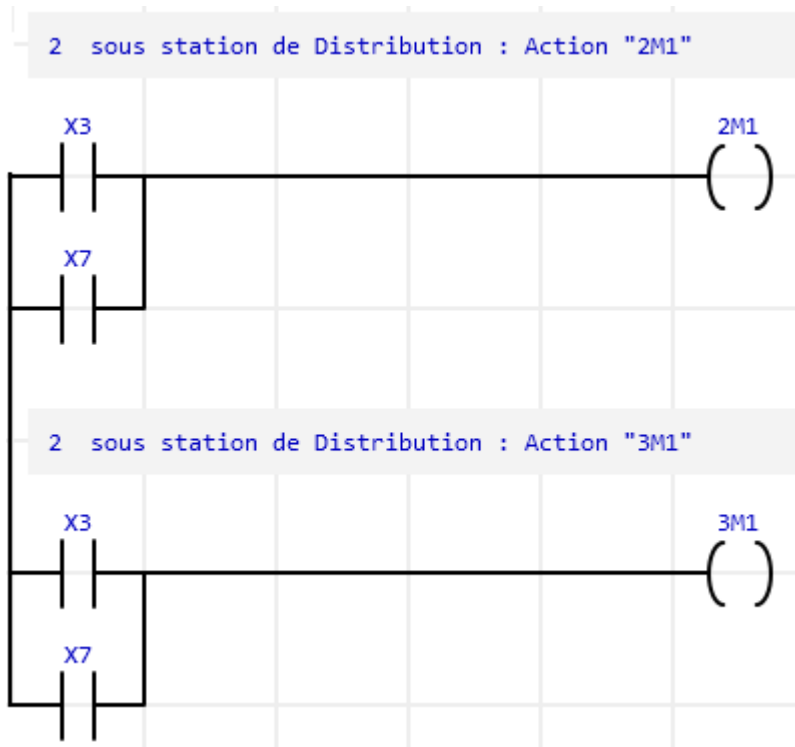 2 sous station de Distribution : Action "2M1"
X3
2M1
X7
2 sous station de Distribution : Action "3M1"
X3
3M1
X7